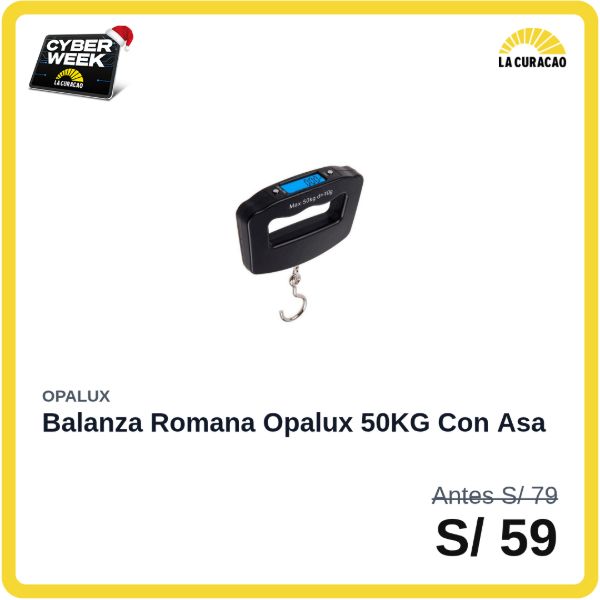 CYBER
WEEK
LA CURACAO
LA CURACAO
Max 50kg d=10g
OPALUX
Balanza Romana Opalux 50KG Con Asa
Antes S/ 79
S/ 59